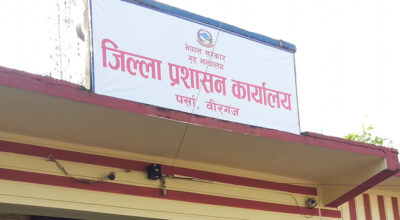 नेपाल सरकार
गृह मन्त्रालय
जिल्ला प्रशासन कार्यालय
पर्सा, वीरगंज